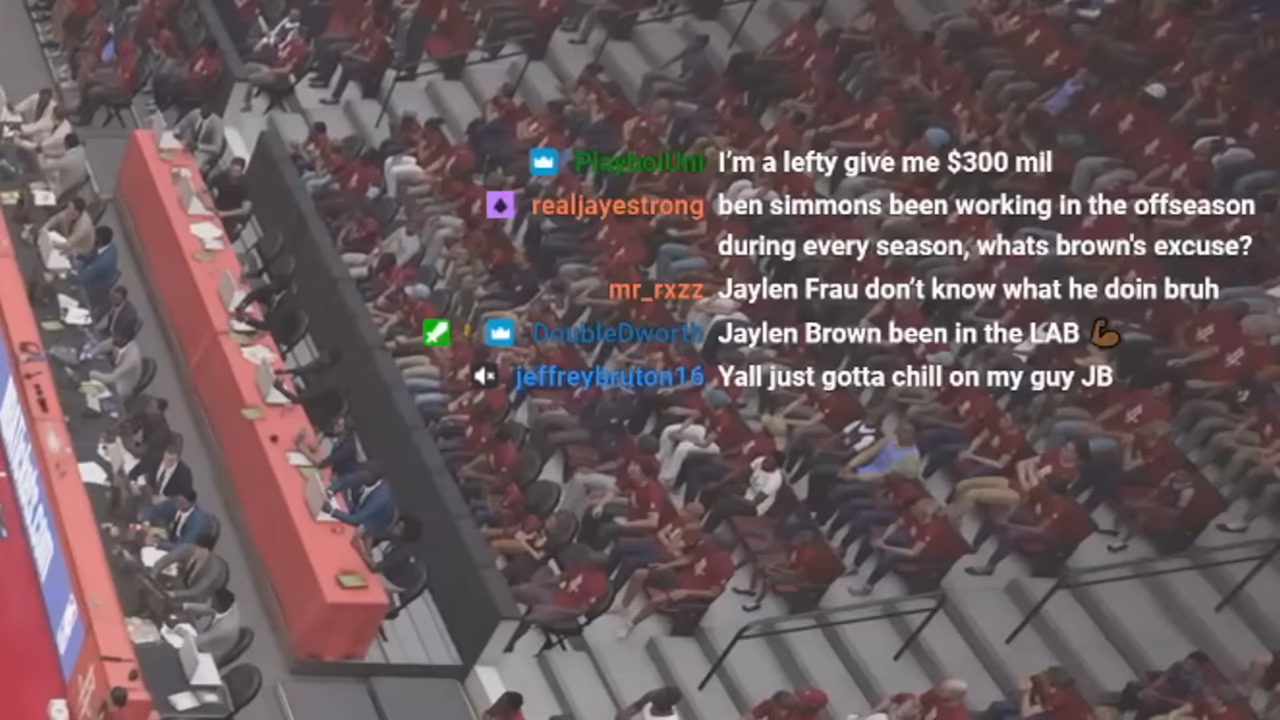 PlayboiUni I’m a lefty give me $300 mil
realjayestrong ben simmons been working in the offseason
during every season, whats brown's excuse?
mr_rxzz Jaylen Frau don’t know what he doin bruh
DoubleDworth Jaylen Brown been in the LAB 💪🏾
jeffreybruton16 Yall just gotta chill on my guy JB